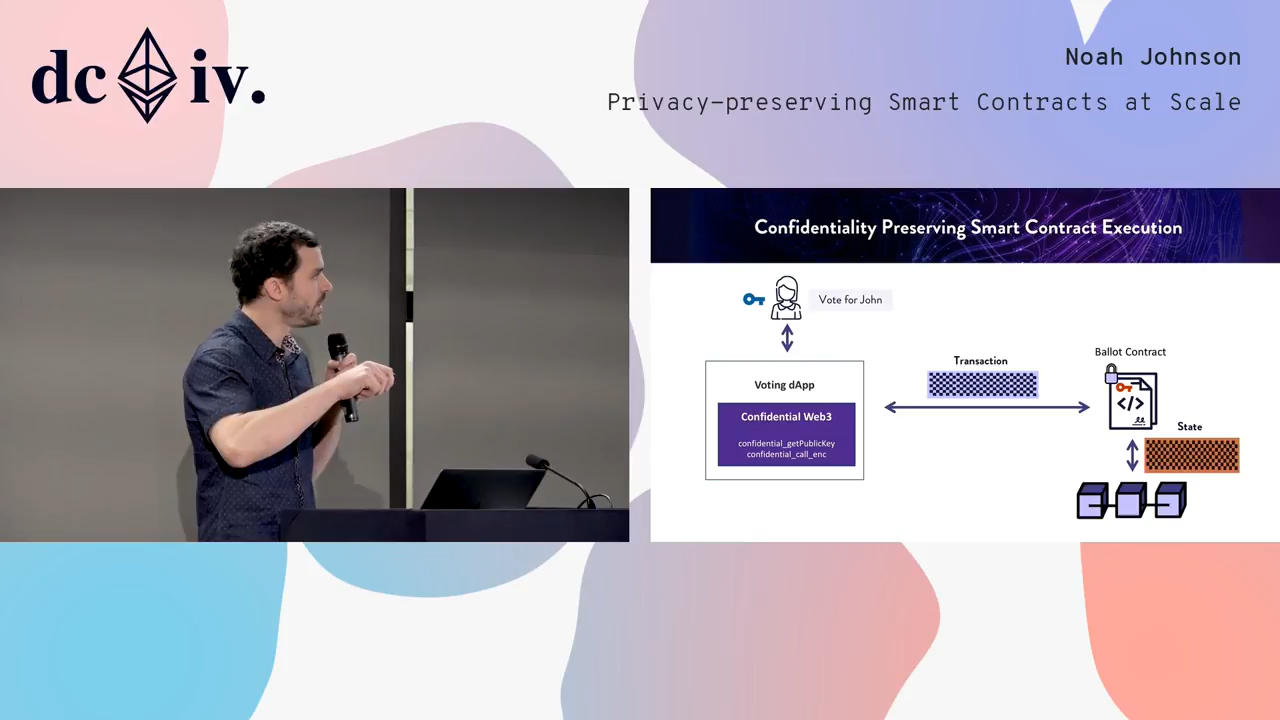 dc iv.
Noah Johnson
Privacy-preserving Smart Contracts at Scale
Confidentiality Preserving Smart Contract Execution
Vote for John
Voting dApp
Confidential Web3
confidential_getPublicKey
confidential_call_enc
Transaction
Ballot Contract
</>
State